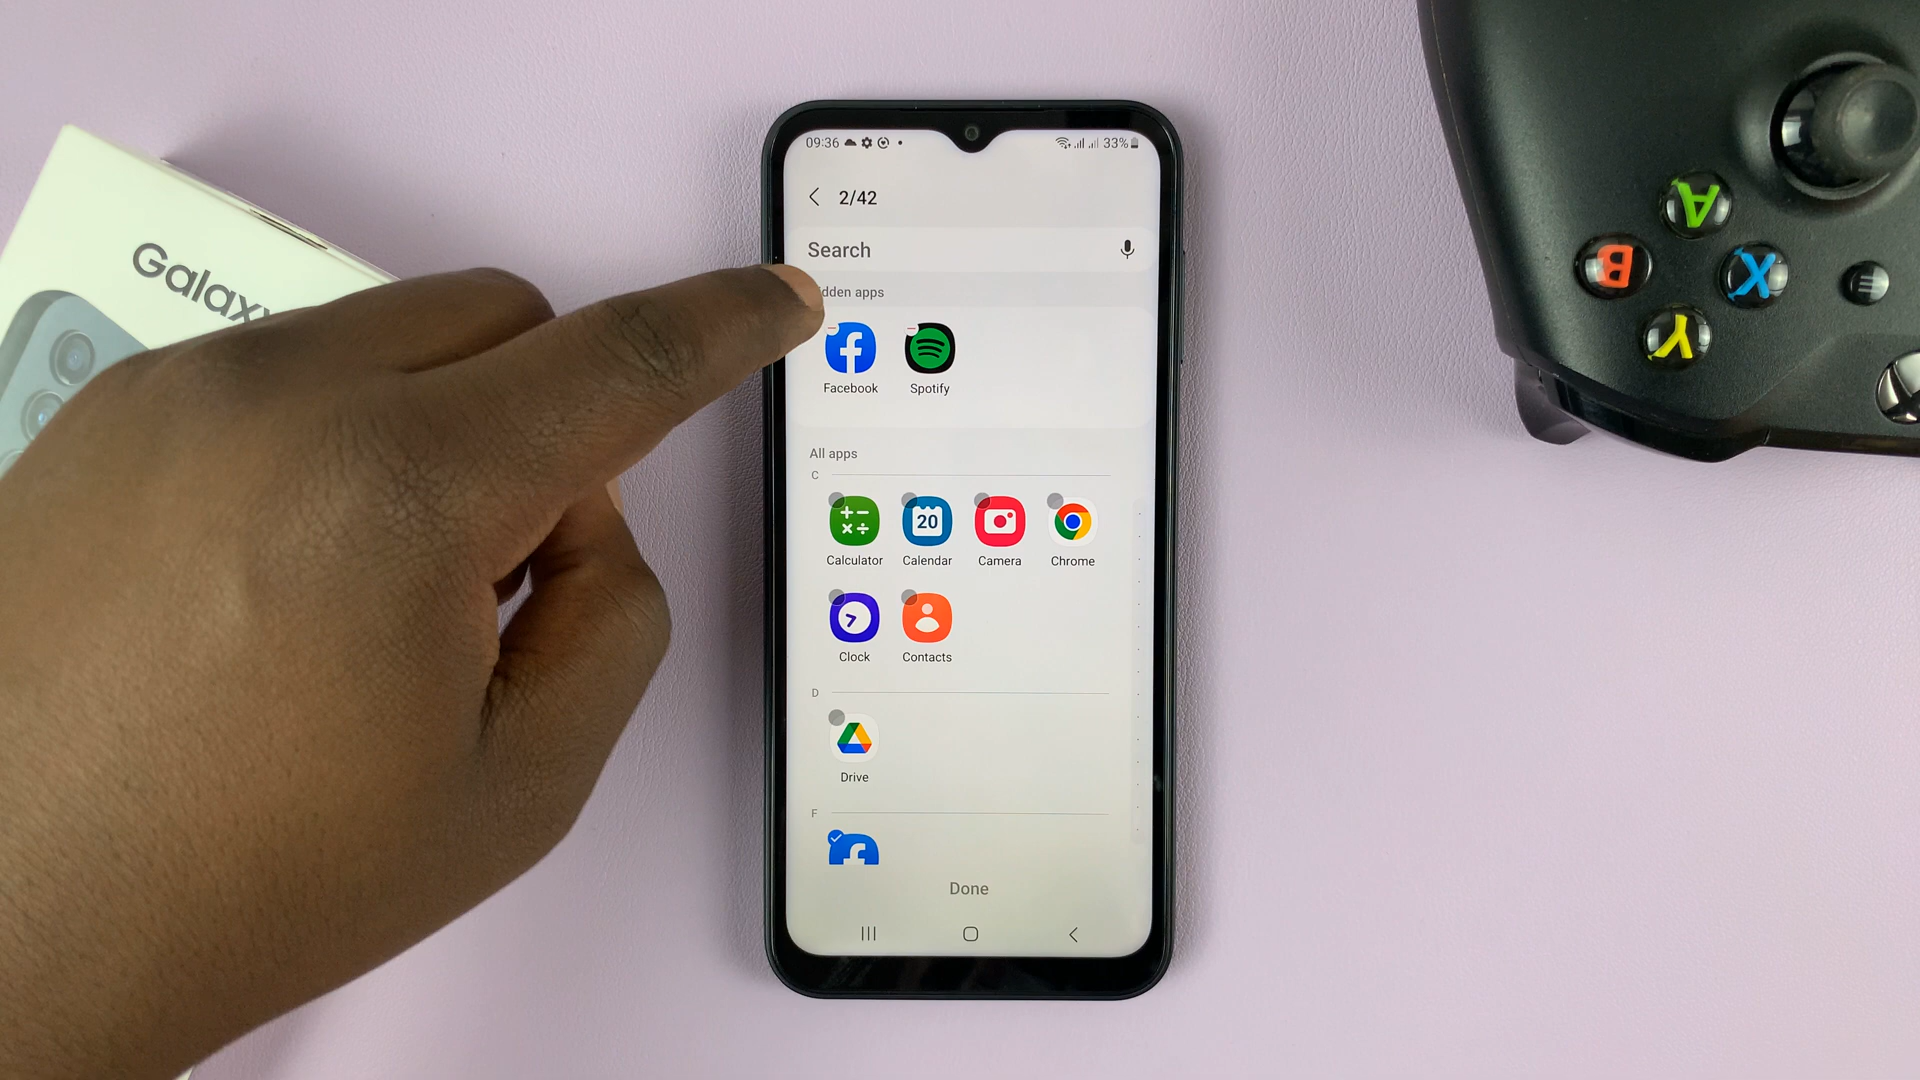 Galaxy
09:36
33%
2/42
Search
idden apps
Facebook
Spotify
All apps
C
20
Calculator
Calendar
Camera
Chrome
Clock
Contacts
D
Drive
F
Done
A
B
X
Y